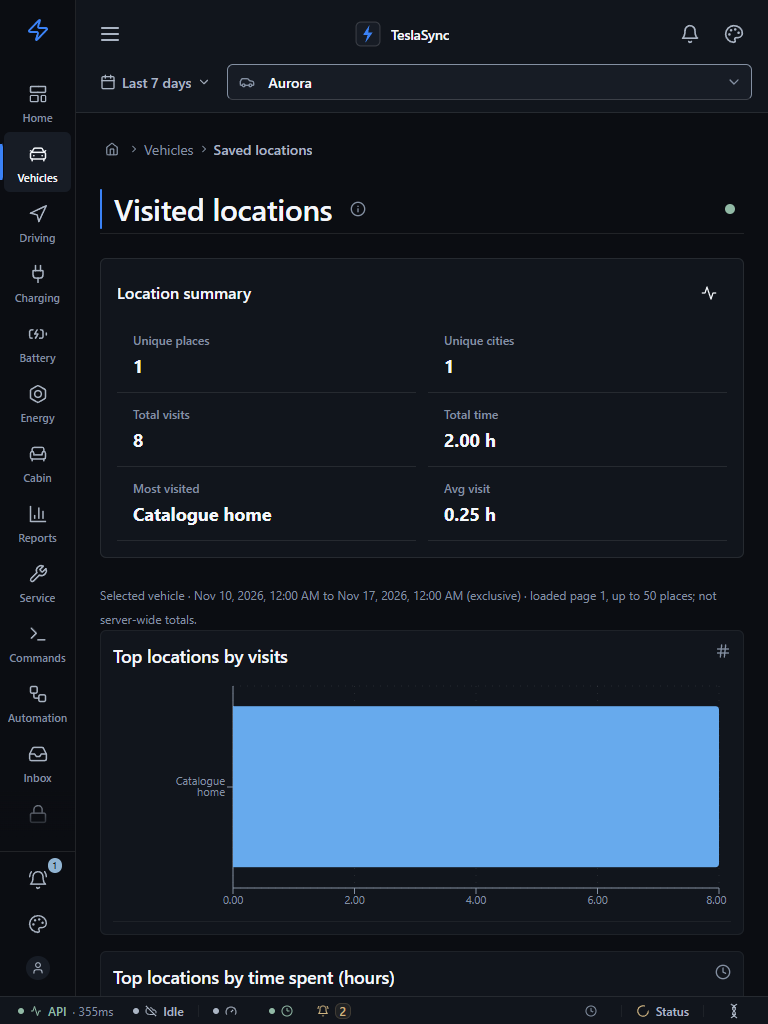 TeslaSync
Last 7 days
Aurora
Home
Vehicles
Driving
Charging
Battery
Energy
Cabin
Reports
Service
Commands
Automation
Inbox
1
Vehicles
Saved locations
Visited locations
Location summary
Unique places
1
Unique cities
1
Total visits
8
Total time
2.00 h
Most visited
Catalogue home
Avg visit
0.25 h
Selected vehicle · Nov 10, 2026, 12:00 AM to Nov 17, 2026, 12:00 AM (exclusive) · loaded page 1, up to 50 places; not
server-wide totals.
Top locations by visits
Catalogue
home
0.00 2.00 4.00 6.00 8.00
Top locations by time spent (hours)
API · 355ms
Idle
2
Status